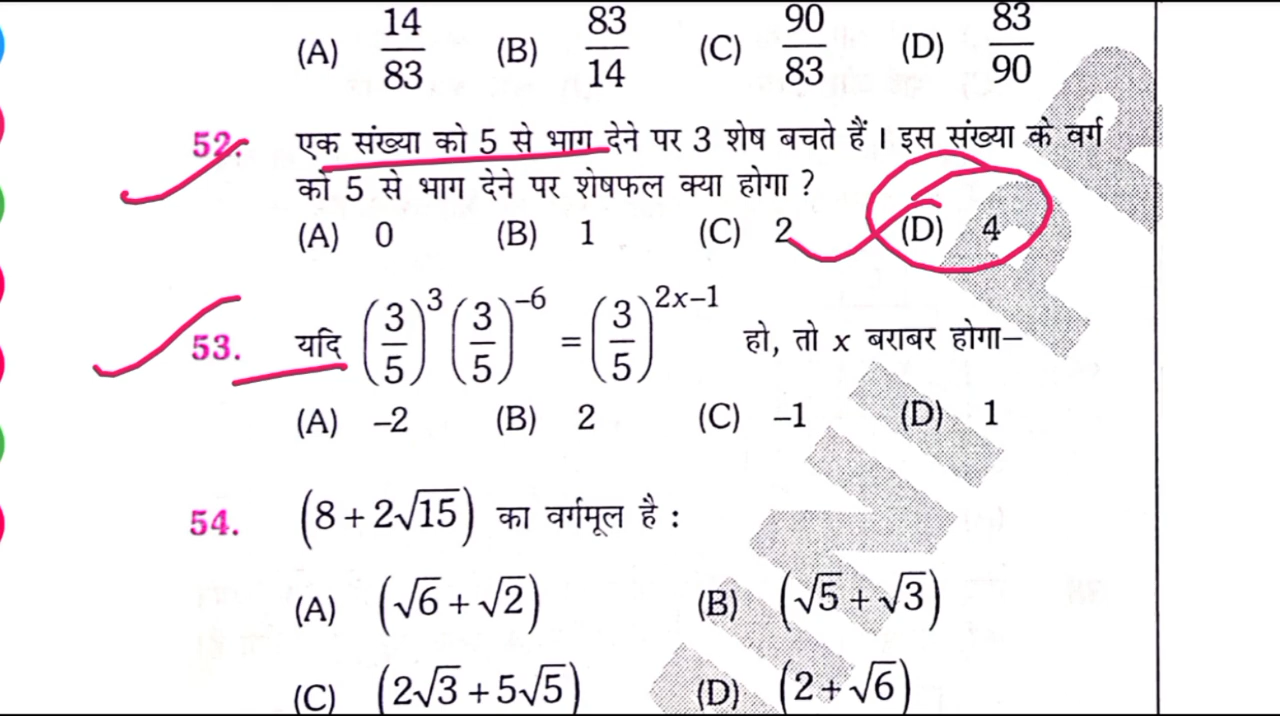 (A) 14/83 (B) 83/14 (C) 90/83 (D) 83/90
52. एक संख्या को 5 से भाग देने पर 3 शेष बचते हैं । इस संख्या के वर्ग
को 5 से भाग देने पर शेषफल क्या होगा ?
(A) 0 (B) 1 (C) 2 (D) 4
53. यदि (3/5)^3 (3/5)^–6 = (3/5)^2x–1 हो, तो x बराबर होगा–
(A) –2 (B) 2 (C) –1 (D) 1
54. (8 + 2√15) का वर्गमूल है :
(A) (√6 + √2) (B) (√5 + √3)
(C) (2√3 + 5√5) (D) (2 + √6)